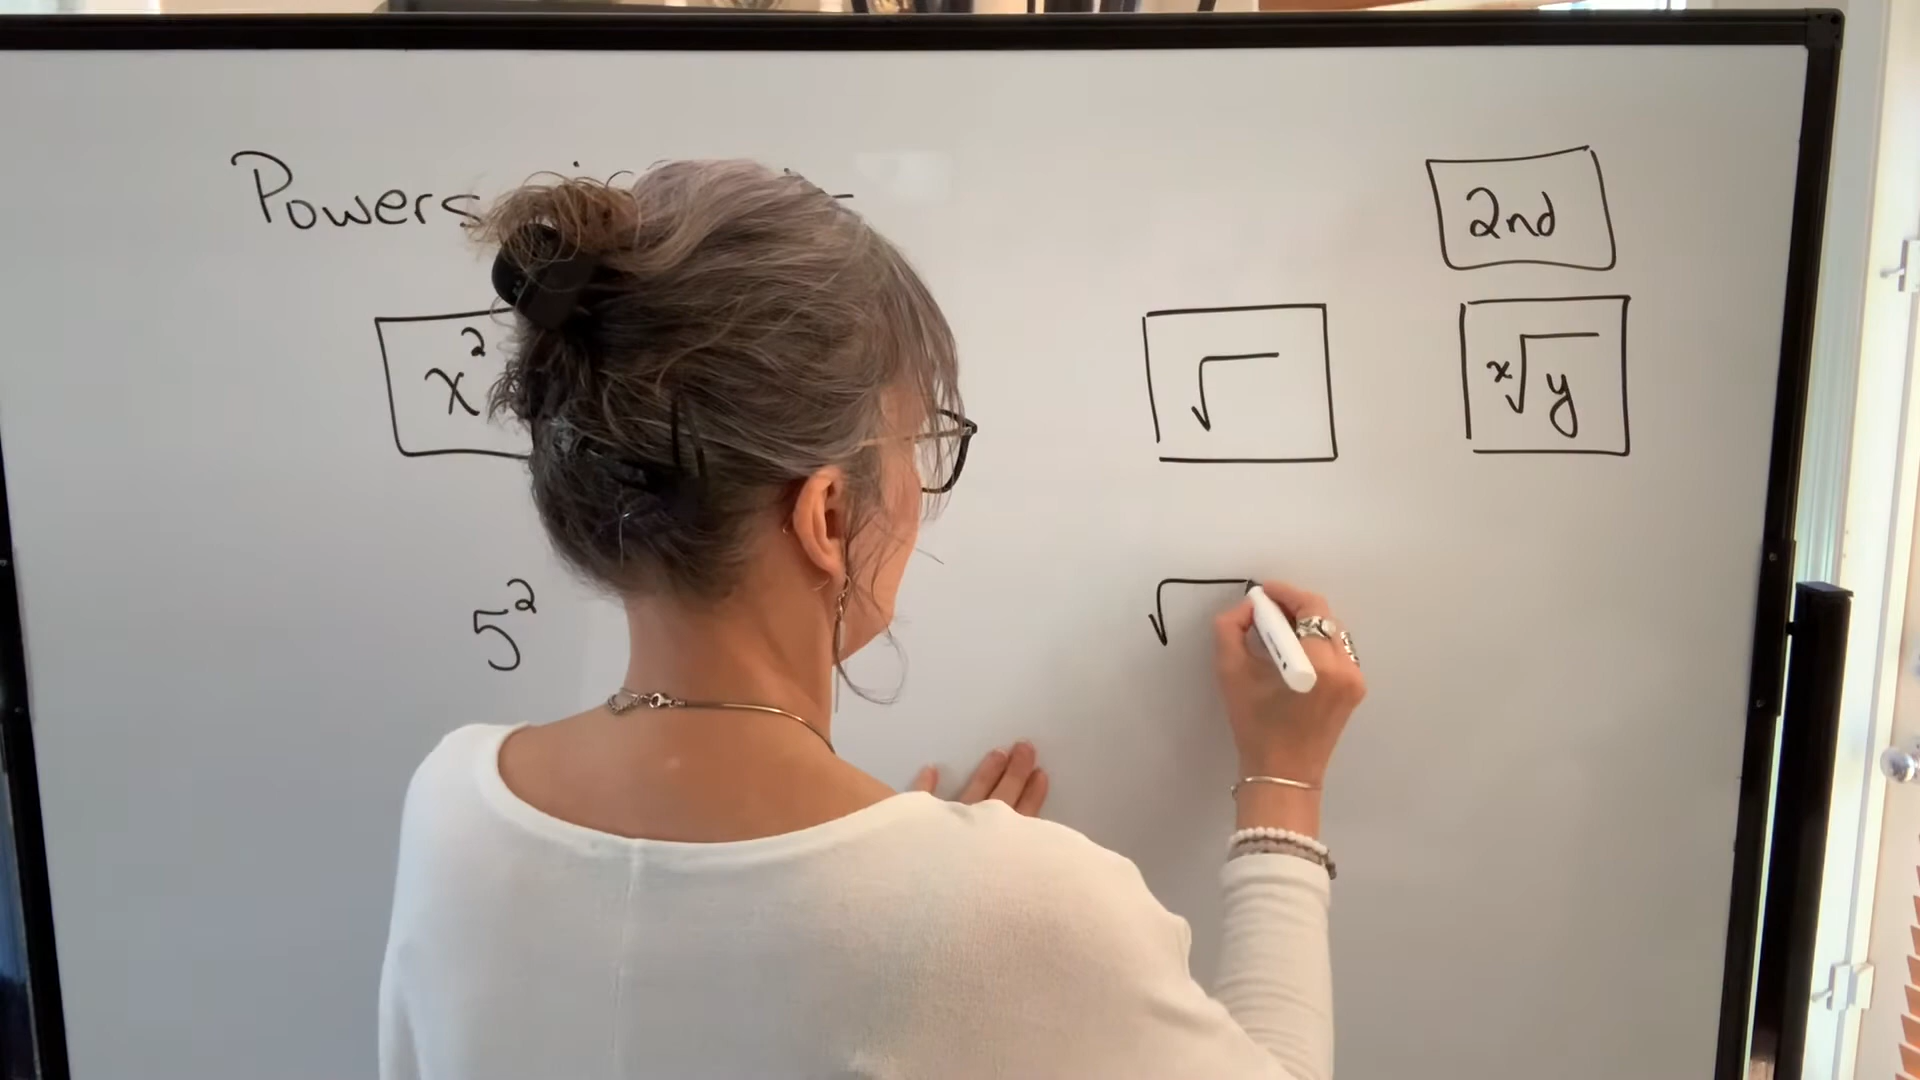 Powers
2nd
x² √ ˣ√y
5² √